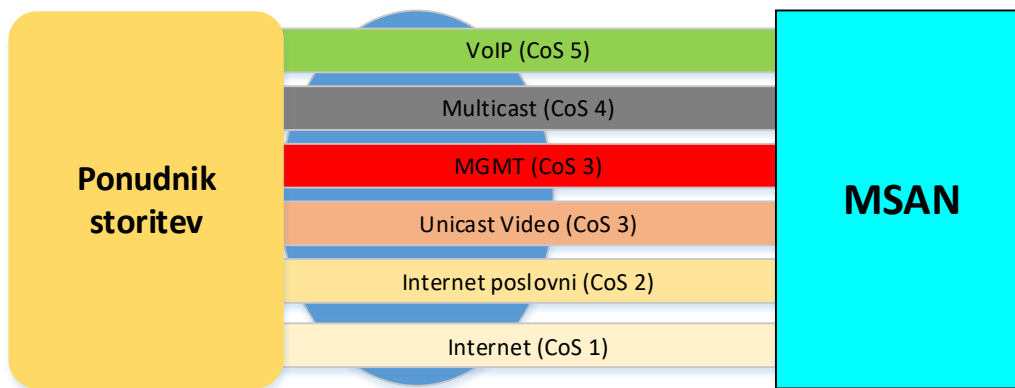 Ponudnik
storitev
VoIP (CoS 5)
Multicast (CoS 4)
MGMT (CoS 3)
Unicast Video (CoS 3)
Internet poslovni (CoS 2)
Internet (CoS 1)
MSAN